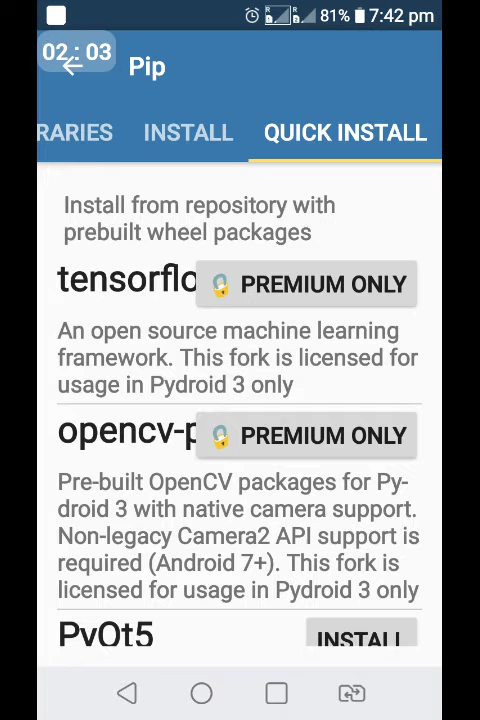 81% 7:42 pm
02 : 03
Pip
RARIES INSTALL QUICK INSTALL
Install from repository with
prebuilt wheel packages
tensorflo PREMIUM ONLY
An open source machine learning
framework. This fork is licensed for
usage in Pydroid 3 only
opencv-p PREMIUM ONLY
Pre-built OpenCV packages for Py-
droid 3 with native camera support.
Non-legacy Camera2 API support is
required (Android 7+). This fork is
licensed for usage in Pydroid 3 only
PyQt5 INSTALL